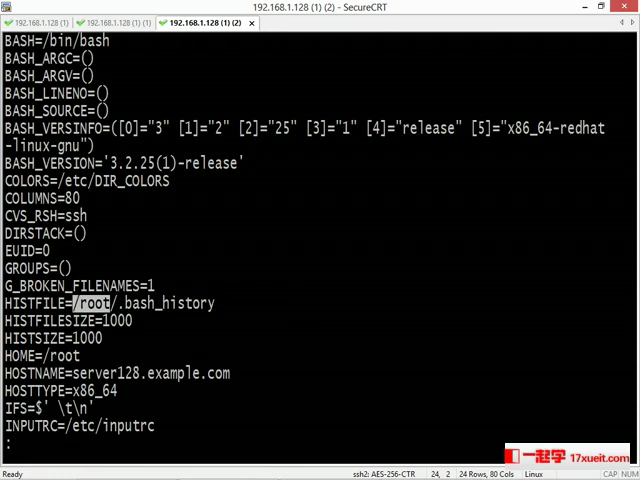 192.168.1.128 (1) (2) - SecureCRT
192.168.1.128 (1) 192.168.1.128 (1) (1) 192.168.1.128 (1) (2)
BASH=/bin/bash
BASH_ARGC=()
BASH_ARGV=()
BASH_LINENO=()
BASH_SOURCE=()
BASH_VERSINFO=([0]="3" [1]="2" [2]="25" [3]="1" [4]="release" [5]="x86_64-redhat
-linux-gnu")
BASH_VERSION='3.2.25(1)-release'
COLORS=/etc/DIR_COLORS
COLUMNS=80
CVS_RSH=ssh
DIRSTACK=()
EUID=0
GROUPS=()
G_BROKEN_FILENAMES=1
HISTFILE=/root/.bash_history
HISTFILESIZE=1000
HISTSIZE=1000
HOME=/root
HOSTNAME=server128.example.com
HOSTTYPE=x86_64
IFS=$' \t\n'
INPUTRC=/etc/inputrc
:
一起学 17xueit.com
Ready ssh2: AES-256-CTR 24, 2 24 Rows, 80 Cols Linux CAP NUM